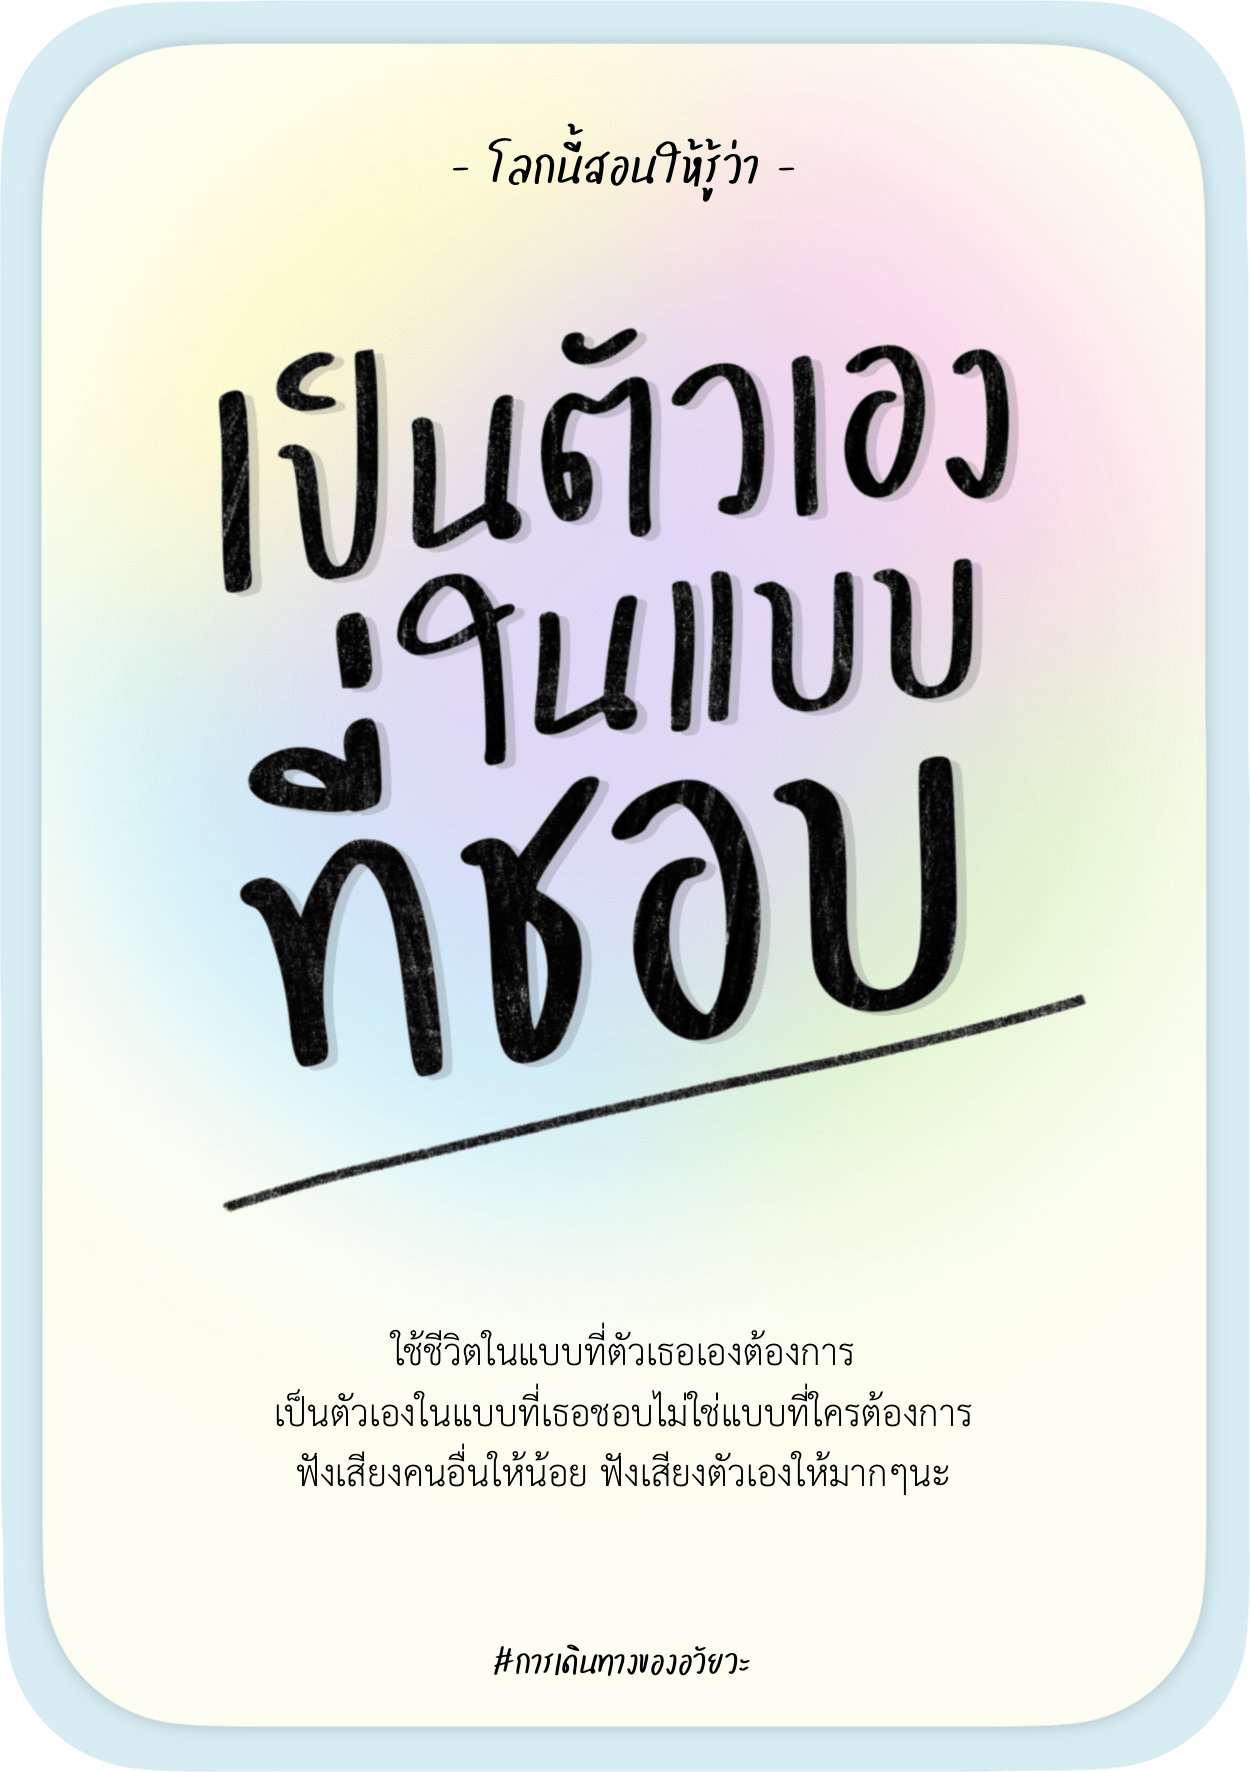 - โลกนี้สอนให้รู้ว่า -
เป็นตัวเอง
ในแบบ
ที่ชอบ
ใช้ชีวิตในแบบที่ตัวเธอเองต้องการ
เป็นตัวเองในแบบที่เธอชอบไม่ใช่แบบที่ใครต้องการ
ฟังเสียงคนอื่นให้น้อย ฟังเสียงตัวเองให้มากๆนะ
#การเดินทางของอวัยวะ